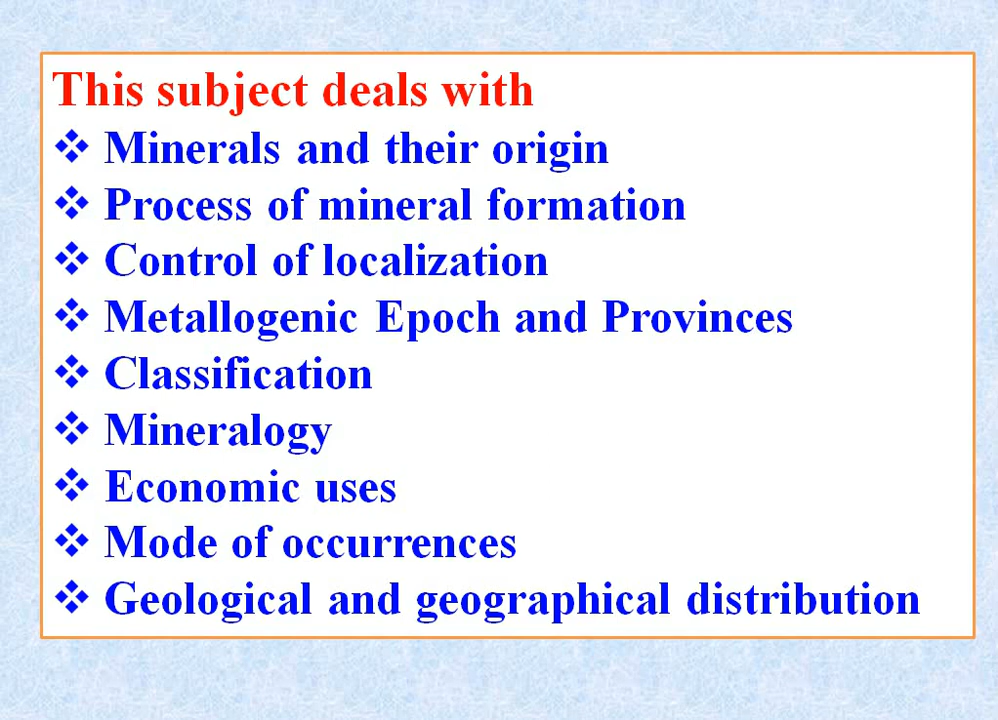 This subject deals with
❖ Minerals and their origin
❖ Process of mineral formation
❖ Control of localization
❖ Metallogenic Epoch and Provinces
❖ Classification
❖ Mineralogy
❖ Economic uses
❖ Mode of occurrences
❖ Geological and geographical distribution